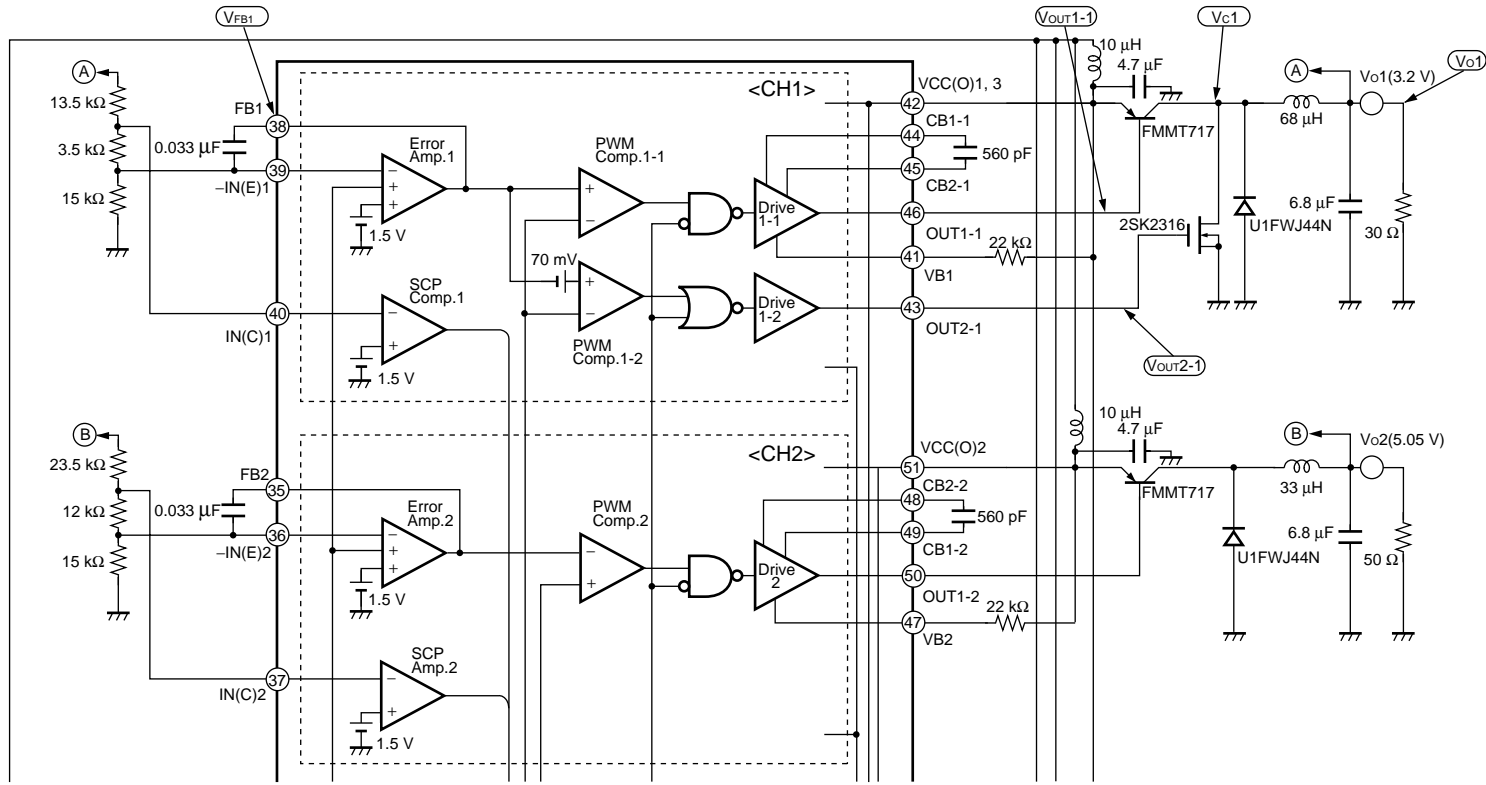 VFB1
VOUT1-1
VC1
A
13.5 kΩ
3.5 kΩ
15 kΩ
0.033 µF
FB1
38
39
−IN(E)1
40
IN(C)1
<CH1>
Error
Amp.1
−
+
+
1.5 V
PWM
Comp.1-1
+
−
Drive
1-1
70 mV
+
−
PWM
Comp.1-2
Drive
1-2
SCP
Comp.1
−
+
1.5 V
VCC(O)1, 3
42
CB1-1
44
560 pF
45
CB2-1
46
OUT1-1
22 kΩ
41
VB1
43
OUT2-1
10 µH
4.7 µF
FMMT717
A
68 µH
VO1(3.2 V)
VO1
2SK2316
U1FWJ44N
6.8 µF
30 Ω
VOUT2-1
B
23.5 kΩ
12 kΩ
15 kΩ
0.033 µF
FB2
35
36
−IN(E)2
37
IN(C)2
<CH2>
Error
Amp.2
−
+
+
1.5 V
PWM
Comp.2
−
+
Drive
2
SCP
Amp.2
−
+
1.5 V
VCC(O)2
51
CB2-2
48
560 pF
49
CB1-2
50
OUT1-2
22 kΩ
47
VB2
10 µH
4.7 µF
FMMT717
B
33 µH
VO2(5.05 V)
U1FWJ44N
6.8 µF
50 Ω